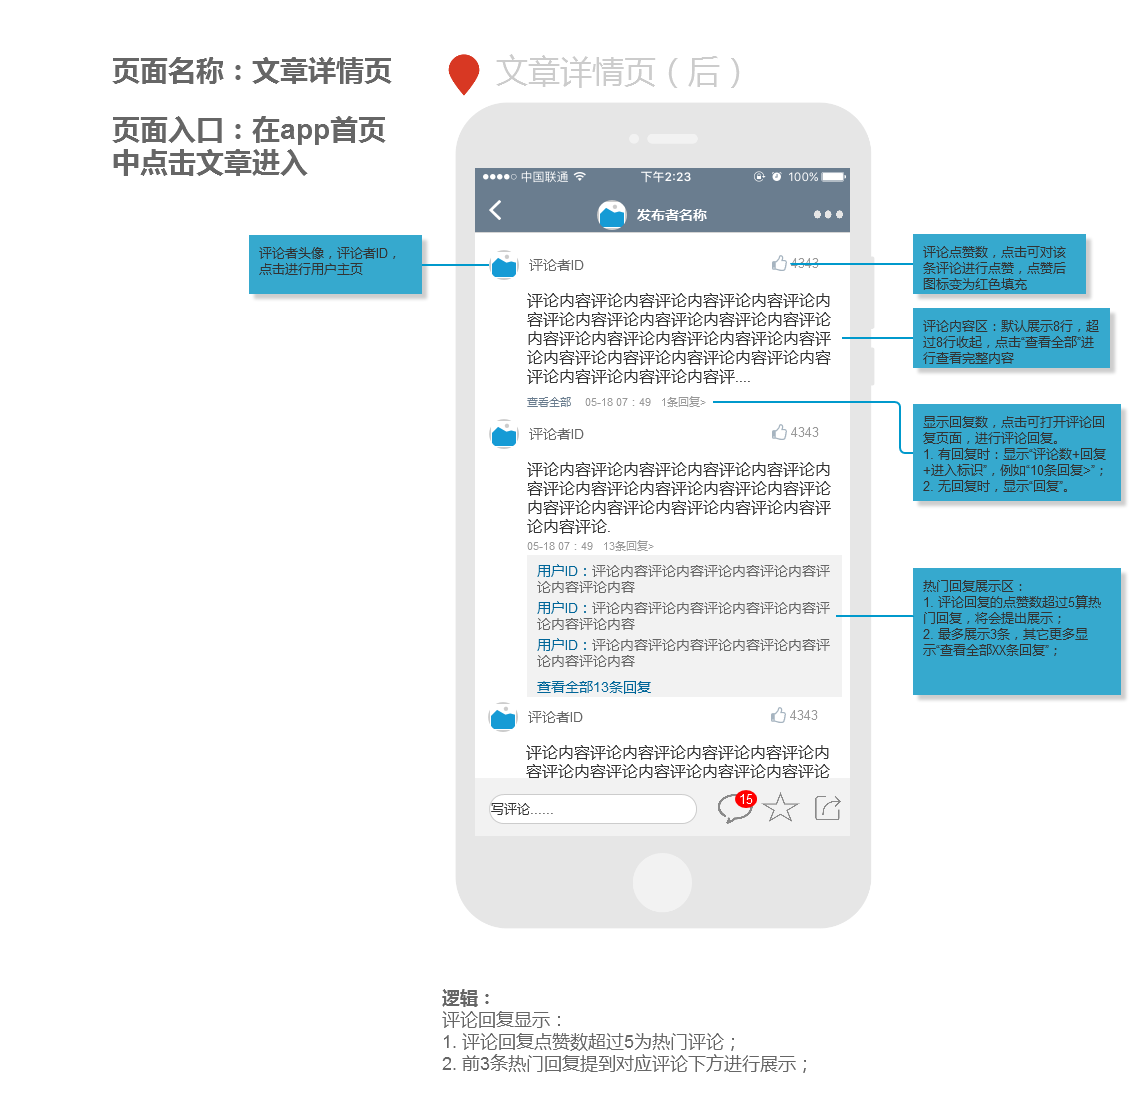 页面名称：文章详情页
页面入口：在app首页
中点击文章进入
文章详情页（后）
中国联通 下午2:23 100%
发布者名称
评论者头像，评论者ID，
点击进行用户主页
评论者ID 4343
评论内容评论内容评论内容评论内容评论内
容评论内容评论内容评论内容评论内容评论
内容评论内容评论内容评论内容评论内容评
论内容评论内容评论内容评论内容评论内容
评论内容评论内容评论内容评....
查看全部 05-18 07：49 1条回复>
评论者ID 4343
评论内容评论内容评论内容评论内容评论内
容评论内容评论内容评论内容评论内容评论
内容评论内容评论内容评论内容评论内容评
论内容评论.
05-18 07：49 13条回复>
用户ID：评论内容评论内容评论内容评论内容评
论内容评论内容
用户ID：评论内容评论内容评论内容评论内容评
论内容评论内容
用户ID：评论内容评论内容评论内容评论内容评
论内容评论内容
查看全部13条回复
评论者ID 4343
评论内容评论内容评论内容评论内容评论内
容评论内容评论内容评论内容评论内容评论
写评论...... 15
评论点赞数，点击可对该
条评论进行点赞，点赞后
图标变为红色填充
评论内容区：默认展示8行，超
过8行收起，点击“查看全部”进
行查看完整内容
显示回复数，点击可打开评论回
复页面，进行评论回复。
1. 有回复时：显示“评论数+回复
+进入标识”，例如“10条回复>”；
2. 无回复时，显示“回复”。
热门回复展示区：
1. 评论回复的点赞数超过5算热
门回复，将会提出展示；
2. 最多展示3条，其它更多显
示“查看全部XX条回复”；
逻辑：
评论回复显示：
1. 评论回复点赞数超过5为热门评论；
2. 前3条热门回复提到对应评论下方进行展示；